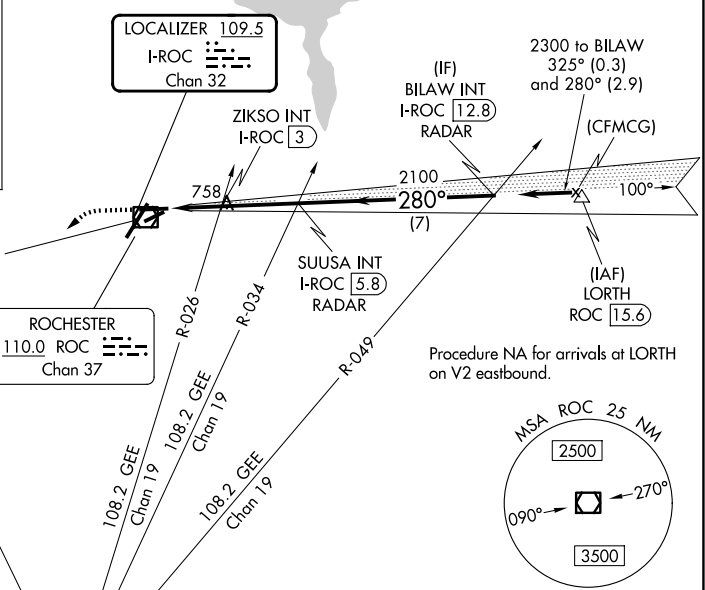 LOCALIZER 109.5
I-ROC
Chan 32
ZIKSO INT
I-ROC 3
(IF)
BILAW INT
I-ROC 12.8
RADAR
2300 to BILAW
325° (0.3)
and 280° (2.9)
(CFMCG)
758
2100
280°
(7)
100°
SUUSA INT
I-ROC 5.8
RADAR
(IAF)
LORTH
ROC 15.6
ROCHESTER
110.0 ROC
Chan 37
R-026
R-034
R-049
108.2 GEE
Chan 19
108.2 GEE
Chan 19
108.2 GEE
Chan 19
Procedure NA for arrivals at LORTH
on V2 eastbound.
MSA ROC 25 NM
2500
090°
270°
3500